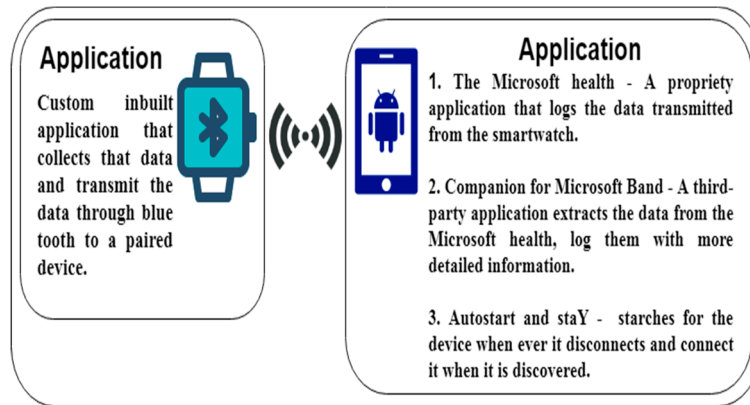 Application
Custom inbuilt
application that
collects that data
and transmit the
data through blue
tooth to a paired
device.
Application
1. The Microsoft health - A propriety
application that logs the data transmitted
from the smartwatch.
2. Companion for Microsoft Band - A third-
party application extracts the data from the
Microsoft health, log them with more
detailed information.
3. Autostart and staY - starches for the
device when ever it disconnects and connect
it when it is discovered.